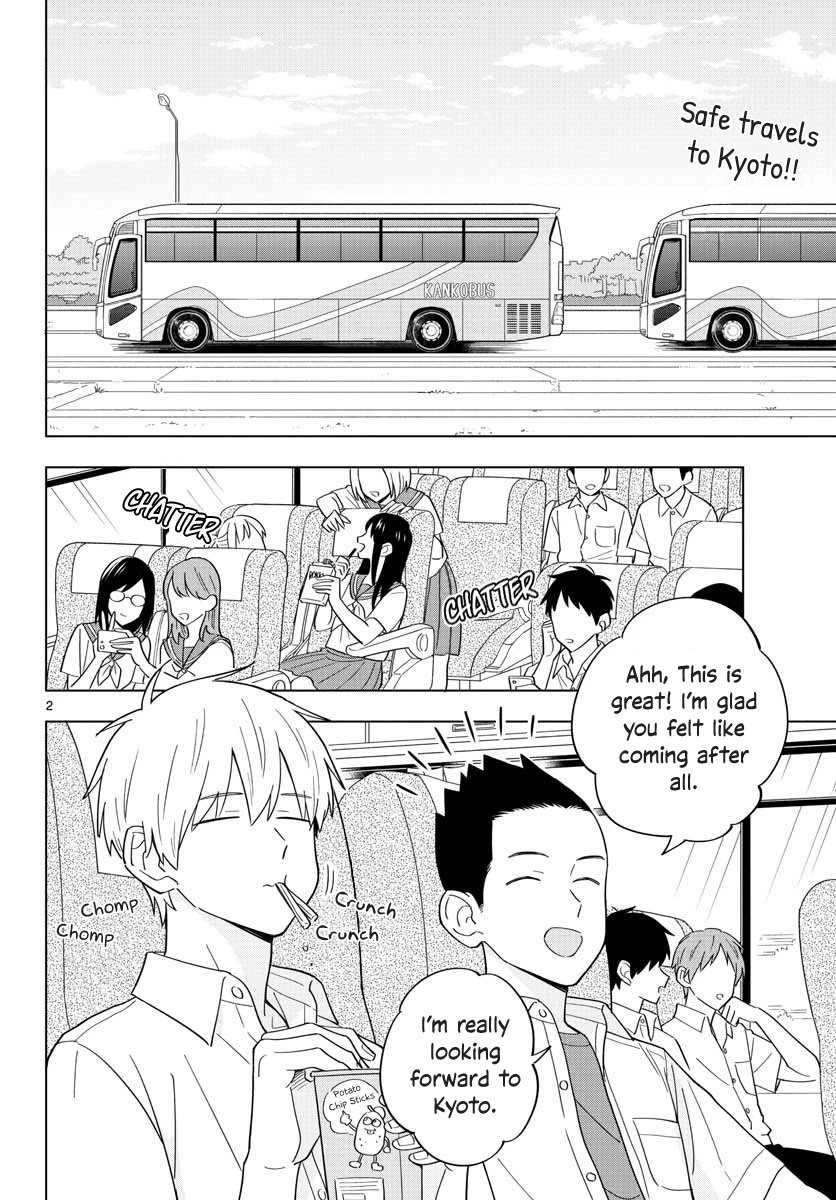 Safe travels
to Kyoto!!
KANKOBUS
CHATTER
CHATTER
2
Ahh, This is
great! I'm glad
you felt like
coming after
all.
Chomp
Chomp
Crunch
Crunch
I'm really
looking
forward to
Kyoto.
Potato
Chip Sticks